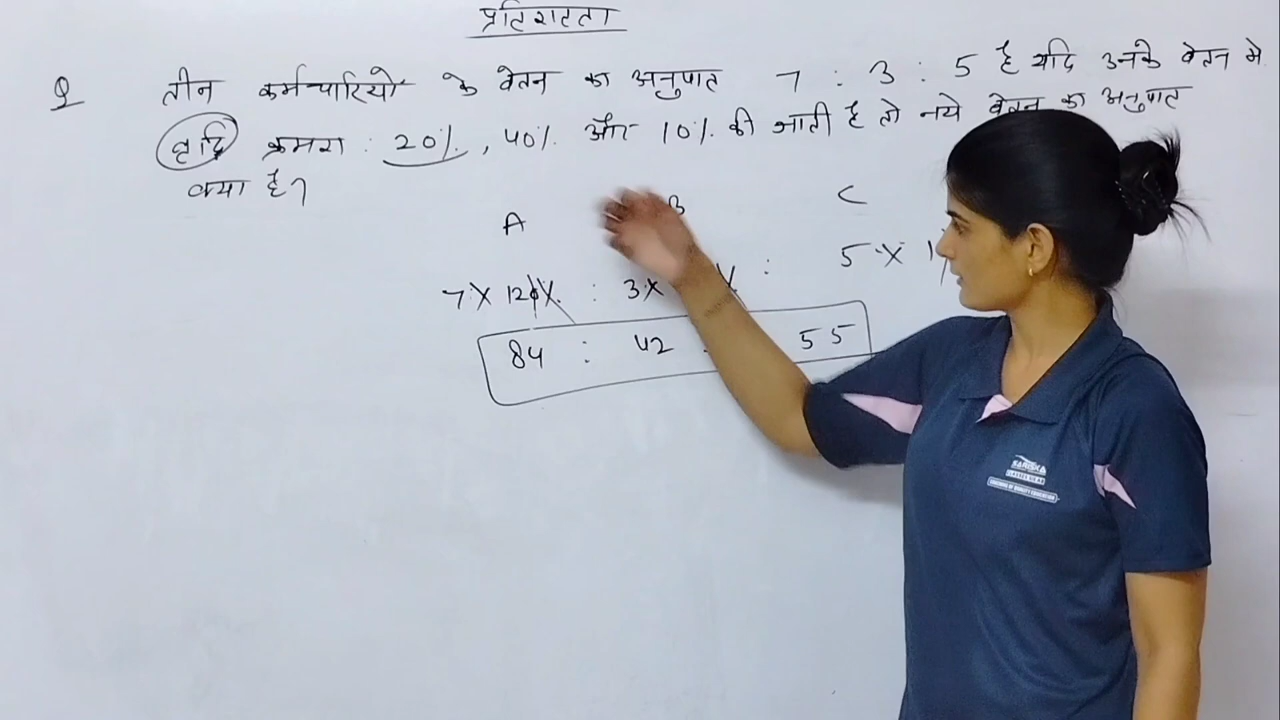 प्रतिशतता
Q तीन कर्मचारियों के वेतन का अनुपात 7 : 3 : 5 है यदि उनके वेतन मे
वृद्धि क्रमश : 20%, 40% और 10% की जाती है तो नये वेतन का अनुपात
क्या है?
A B C
7 X 120% : 3 X : 5 X
84 : 42 : 55
SARISKA